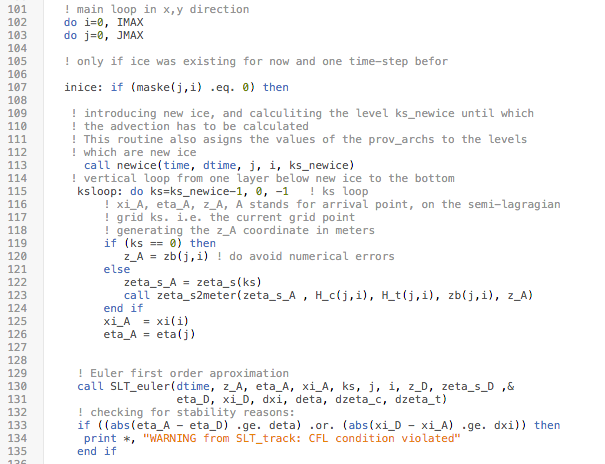 101 ! main loop in x,y direction
102 do i=0, IMAX
103 do j=0, JMAX
104
105 ! only if ice was existing for now and one time-step befor
106
107 inice: if (maske(j,i) .eq. 0) then
108
109 ! introducing new ice, and calculiting the level ks_newice until which
110 ! the advection has to be calculated
111 ! This routine also asigns the values of the prov_archs to the levels
112 ! which are new ice
113 call newice(time, dtime, j, i, ks_newice)
114 ! vertical loop from one layer below new ice to the bottom
115 ksloop: do ks=ks_newice-1, 0, -1 ! ks loop
116 ! xi_A, eta_A, z_A, A stands for arrival point, on the semi-lagragian
117 ! grid ks. i.e. the current grid point
118 ! generating the z_A coordinate in meters
119 if (ks == 0) then
120 z_A = zb(j,i) ! do avoid numerical errors
121 else
122 zeta_s_A = zeta_s(ks)
123 call zeta_s2meter(zeta_s_A , H_c(j,i), H_t(j,i), zb(j,i), z_A)
124 end if
125 xi_A = xi(i)
126 eta_A = eta(j)
127
128
129 ! Euler first order aproximation
130 call SLT_euler(dtime, z_A, eta_A, xi_A, ks, j, i, z_D, zeta_s_D ,&
131 eta_D, xi_D, dxi, deta, dzeta_c, dzeta_t)
132 ! checking for stability reasons:
133 if ((abs(eta_A - eta_D) .ge. deta) .or. (abs(xi_D - xi_A) .ge. dxi)) then
134 print *, "WARNING from SLT_track: CFL condition violated"
135 end if